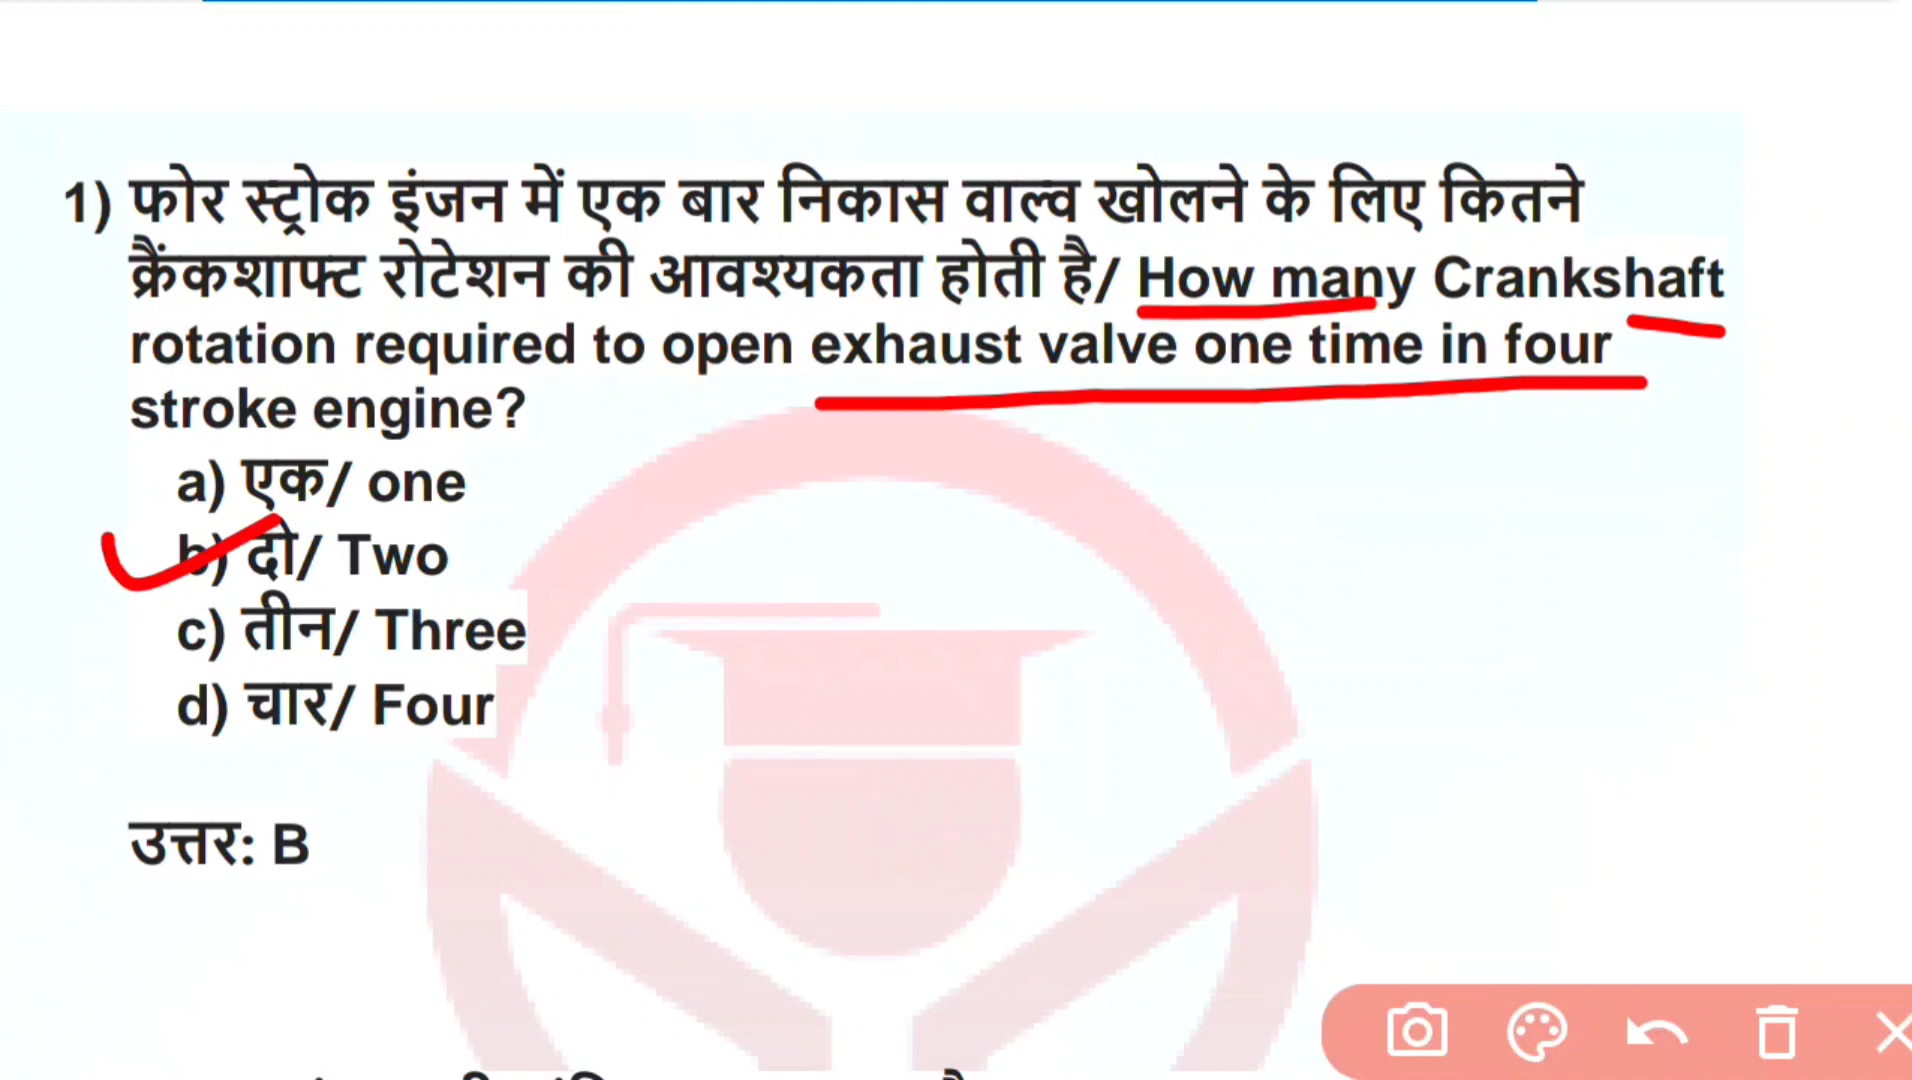 1) फोर स्ट्रोक इंजन में एक बार निकास वाल्व खोलने के लिए कितने
क्रैंकशाफ्ट रोटेशन की आवश्यकता होती है/ How many Crankshaft
rotation required to open exhaust valve one time in four
stroke engine?
a) एक/ one
b) दो/ Two
c) तीन/ Three
d) चार/ Four
उत्तर: B